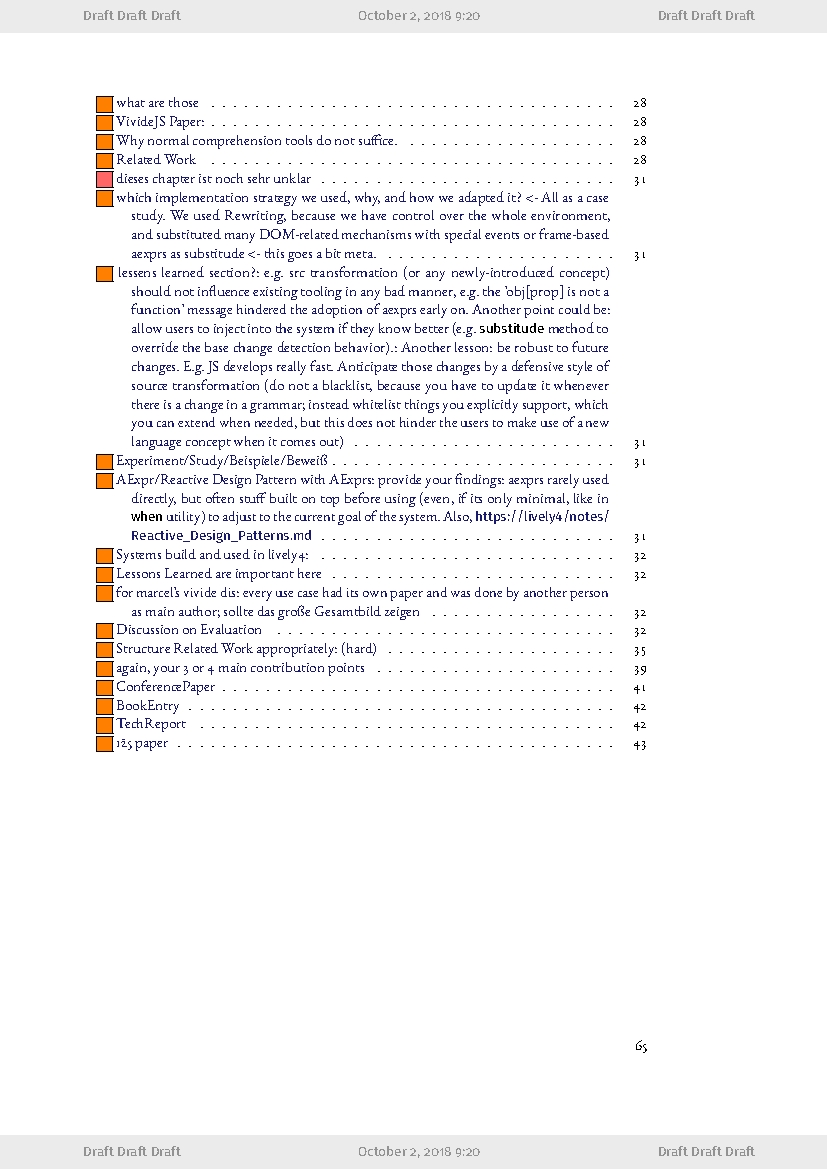 Draft Draft Draft October 2, 2018 9:20 Draft Draft Draft
what are those . . . . . . . . . . . . . . . . . . . . . . . . . . . . . . . . . . . . . 28
VivideJS Paper: . . . . . . . . . . . . . . . . . . . . . . . . . . . . . . . . . . . . . 28
Why normal comprehension tools do not suffice. . . . . . . . . . . . . . . . . . . . 28
Related Work . . . . . . . . . . . . . . . . . . . . . . . . . . . . . . . . . . . . . 28
dieses chapter ist noch sehr unklar . . . . . . . . . . . . . . . . . . . . . . . . . . . 31
which implementation strategy we used, why, and how we adapted it? <- All as a case
study. We used Rewriting, because we have control over the whole environment,
and substituted many DOM-related mechanisms with special events or frame-based
aexprs as substitute <- this goes a bit meta. . . . . . . . . . . . . . . . . . . . . . 31
lessens learned section?: e.g. src transformation (or any newly-introduced concept)
should not influence existing tooling in any bad manner, e.g. the 'obj[prop] is not a
function' message hindered the adoption of aexprs early on. Another point could be:
allow users to inject into the system if they know better (e.g. substitude method to
override the base change detection behavior).: Another lesson: be robust to future
changes. E.g. JS develops really fast. Anticipate those changes by a defensive style of
source transformation (do not a blacklist, because you have to update it whenever
there is a change in a grammar; instead whitelist things you explicitly support, which
you can extend when needed, but this does not hinder the users to make use of a new
language concept when it comes out) . . . . . . . . . . . . . . . . . . . . . . . . 31
Experiment/Study/Beispiele/Beweiß . . . . . . . . . . . . . . . . . . . . . . . . . . 31
AExpr/Reactive Design Pattern with AExprs: provide your findings: aexprs rarely used
directly, but often stuff built on top before using (even, if its only minimal, like in
when utility) to adjust to the current goal of the system. Also, https://lively4/notes/
Reactive_Design_Patterns.md . . . . . . . . . . . . . . . . . . . . . . . . . . . 31
Systems build and used in lively4: . . . . . . . . . . . . . . . . . . . . . . . . . . . 32
Lessons Learned are important here . . . . . . . . . . . . . . . . . . . . . . . . . . 32
for marcel's vivide dis: every use case had its own paper and was done by another person
as main author; sollte das große Gesamtbild zeigen . . . . . . . . . . . . . . . . . 32
Discussion on Evaluation . . . . . . . . . . . . . . . . . . . . . . . . . . . . . . . 32
Structure Related Work appropriately: (hard) . . . . . . . . . . . . . . . . . . . . . 35
again, your 3 or 4 main contribution points . . . . . . . . . . . . . . . . . . . . . . 39
ConferencePaper . . . . . . . . . . . . . . . . . . . . . . . . . . . . . . . . . . . . 41
BookEntry . . . . . . . . . . . . . . . . . . . . . . . . . . . . . . . . . . . . . . . 42
TechReport . . . . . . . . . . . . . . . . . . . . . . . . . . . . . . . . . . . . . . 42
125 paper . . . . . . . . . . . . . . . . . . . . . . . . . . . . . . . . . . . . . . . . 43
65
Draft Draft Draft October 2, 2018 9:20 Draft Draft Draft